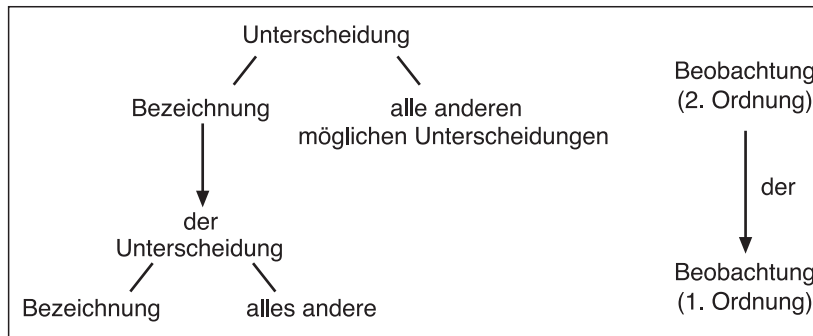 Unterscheidung
Bezeichnung
alle anderen
möglichen Unterscheidungen
der
Unterscheidung
Bezeichnung
alles andere
Beobachtung
(2. Ordnung)
der
Beobachtung
(1. Ordnung)